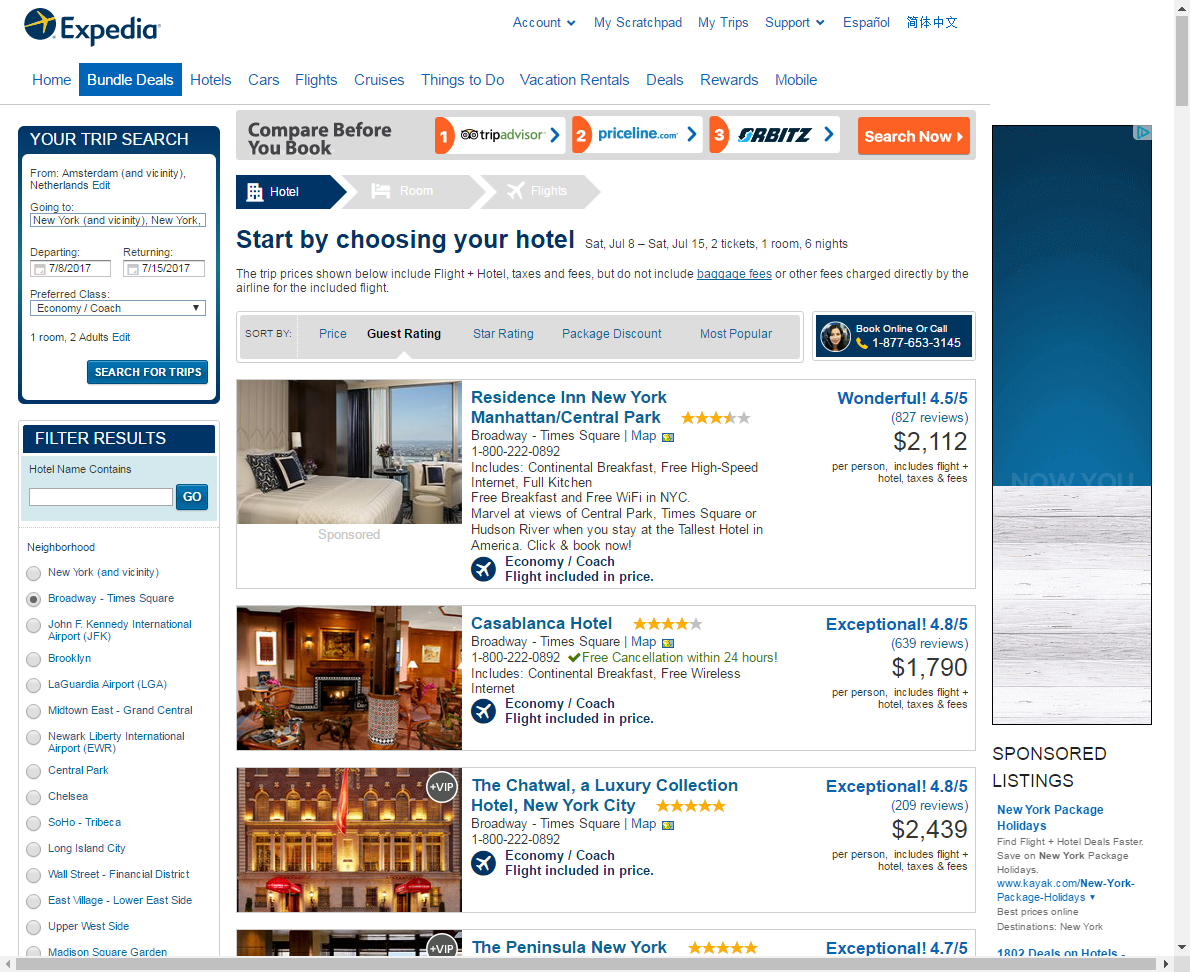 Expedia
Account
My Scratchpad
My Trips
Support
Español
简体中文
Home
Bundle Deals
Hotels
Cars
Flights
Cruises
Things to Do
Vacation Rentals
Deals
Rewards
Mobile
YOUR TRIP SEARCH
From: Amsterdam (and vicinity),
Netherlands Edit
Going to:
New York (and vicinity), New York,
Departing:
Returning:
7/8/2017
7/15/2017
Preferred Class:
Economy / Coach
1 room, 2 Adults Edit
SEARCH FOR TRIPS
FILTER RESULTS
Hotel Name Contains
GO
Neighborhood
New York (and vicinity)
Broadway - Times Square
John F. Kennedy International
Airport (JFK)
Brooklyn
LaGuardia Airport (LGA)
Midtown East - Grand Central
Newark Liberty International
Airport (EWR)
Central Park
Chelsea
SoHo - Tribeca
Long Island City
Wall Street - Financial District
East Village - Lower East Side
Upper West Side
Madison Square Garden
Compare Before
You Book
1 tripadvisor
2 priceline.com
3 ORBITZ
Search Now
Hotel
Room
Flights
Start by choosing your hotel
Sat, Jul 8 – Sat, Jul 15, 2 tickets, 1 room, 6 nights
The trip prices shown below include Flight + Hotel, taxes and fees, but do not include baggage fees or other fees charged directly by the
airline for the included flight.
SORT BY:
Price
Guest Rating
Star Rating
Package Discount
Most Popular
Book Online Or Call
1-877-653-3145
Residence Inn New York
Manhattan/Central Park
Broadway - Times Square | Map
1-800-222-0892
Includes: Continental Breakfast, Free High-Speed
Internet, Full Kitchen
Free Breakfast and Free WiFi in NYC.
Marvel at views of Central Park, Times Square or
Hudson River when you stay at the Tallest Hotel in
America. Click & book now!
Economy / Coach
Flight included in price.
Sponsored
Wonderful! 4.5/5
(827 reviews)
$2,112
per person, includes flight +
hotel, taxes & fees
Casablanca Hotel
Broadway - Times Square | Map
1-800-222-0892 Free Cancellation within 24 hours!
Includes: Continental Breakfast, Free Wireless
Internet
Economy / Coach
Flight included in price.
Exceptional! 4.8/5
(639 reviews)
$1,790
per person, includes flight +
hotel, taxes & fees
+VIP
The Chatwal, a Luxury Collection
Hotel, New York City
Broadway - Times Square | Map
1-800-222-0892
Economy / Coach
Flight included in price.
Exceptional! 4.8/5
(209 reviews)
$2,439
per person, includes flight +
hotel, taxes & fees
+VIP
The Peninsula New York
Exceptional! 4.7/5
NOW YOU
SPONSORED
LISTINGS
New York Package
Holidays
Find Flight + Hotel Deals Faster.
Save on New York Package
Holidays.
www.kayak.com/New-York-
Package-Holidays
Best prices online
Destinations: New York
1802 Deals on Hotels -